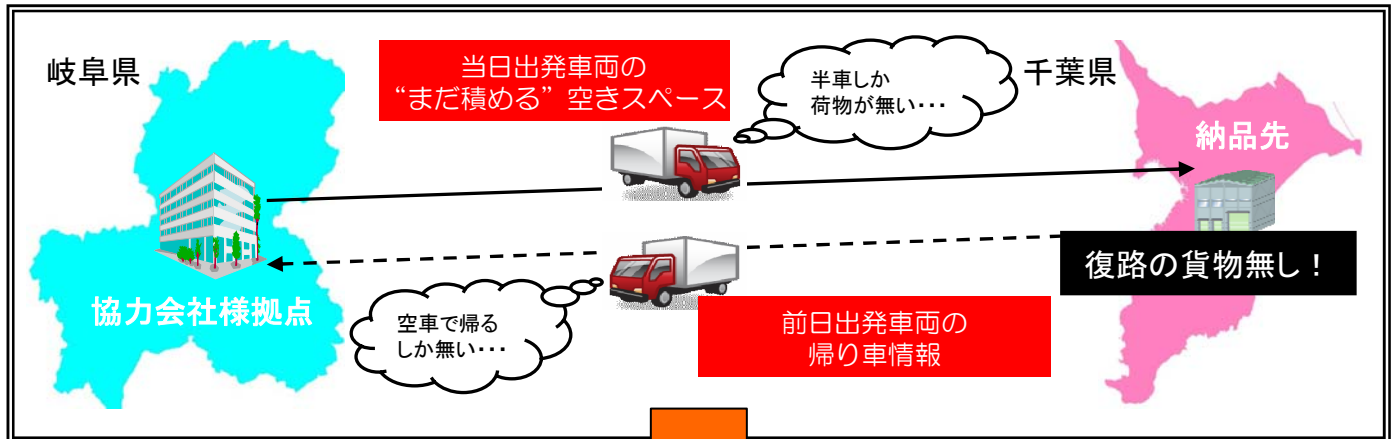 岐阜県
当日出発車両の
“まだ積める”空きスペース
半車しか
荷物が無い・・・
千葉県
納品先
復路の貨物無し！
協力会社様拠点
空車で帰る
しか無い・・・
前日出発車両の
帰り車情報